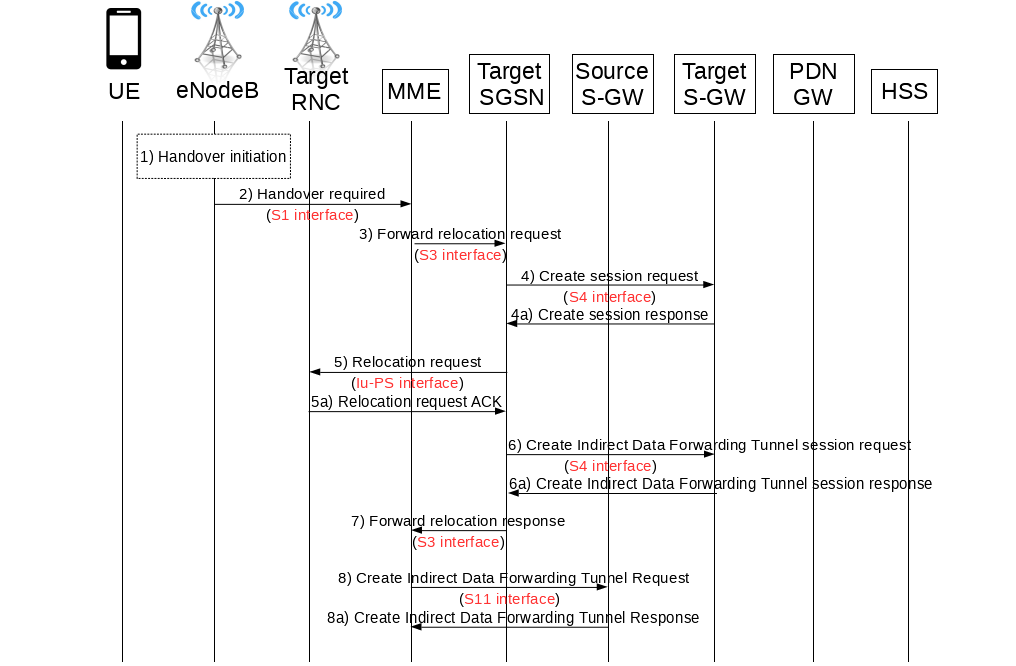 UE
eNodeB
Target
RNC
MME
Target
SGSN
Source
S-GW
Target
S-GW
PDN
GW
HSS
1) Handover initiation
2) Handover required
(S1 interface)
3) Forward relocation request
(S3 interface)
4) Create session request
(S4 interface)
4a) Create session response
5) Relocation request
(Iu-PS interface)
5a) Relocation request ACK
6) Create Indirect Data Forwarding Tunnel session request
(S4 interface)
6a) Create Indirect Data Forwarding Tunnel session response
7) Forward relocation response
(S3 interface)
8) Create Indirect Data Forwarding Tunnel Request
(S11 interface)
8a) Create Indirect Data Forwarding Tunnel Response